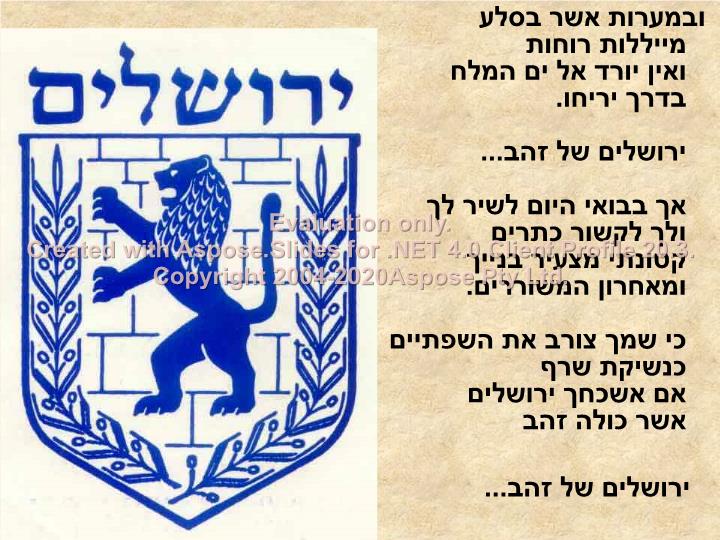 ירושלים
ובמערות אשר בסלע
מייללות רוחות
ואין יורד אל ים המלח
בדרך יריחו.
ירושלים של זהב...
אך בבואי היום לשיר לך
ולך לקשור כתרים
קטונתי מצעיר בנייך
ומאחרון המשוררים.
כי שמך צורב את השפתיים
כנשיקת שרף
אם אשכחך ירושלים
אשר כולה זהב
ירושלים של זהב...
Evaluation only.
Created with Aspose.Slides for .NET 4.0 Client Profile 20.3.
Copyright 2004-2020Aspose Pty Ltd.